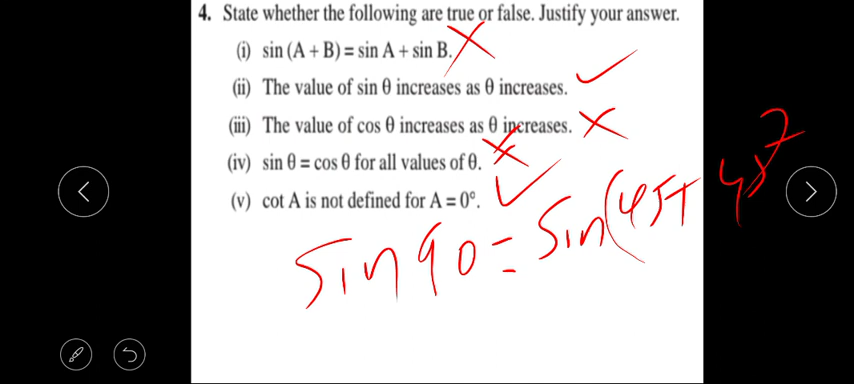 4. State whether the following are true or false. Justify your answer.
(i) sin (A + B) = sin A + sin B.
(ii) The value of sin θ increases as θ increases.
(iii) The value of cos θ increases as θ increases.
(iv) sin θ = cos θ for all values of θ.
(v) cot A is not defined for A = 0°.
sin 90 = sin(45+